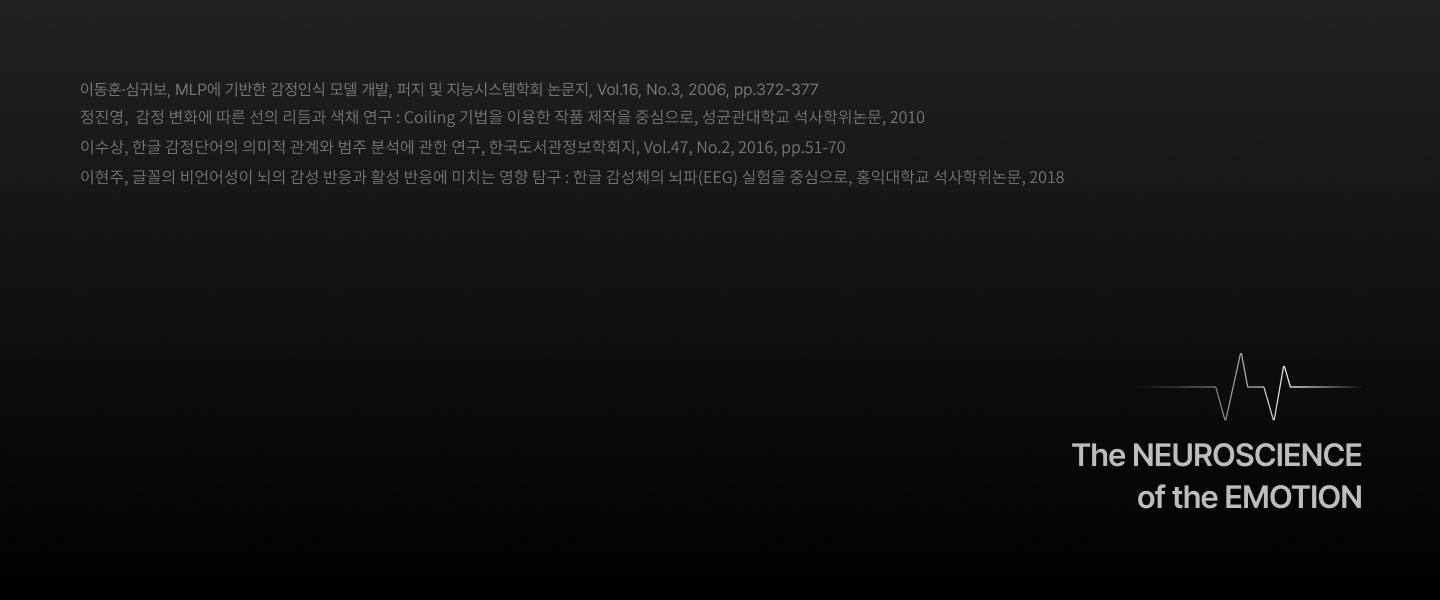 이동훈·심귀보, MLP에 기반한 감정인식 모델 개발, 퍼지 및 지능시스템학회 논문지, Vol.16, No.3, 2006, pp.372-377
정진영, 감정 변화에 따른 선의 리듬과 색채 연구 : Coiling 기법을 이용한 작품 제작을 중심으로, 성균관대학교 석사학위논문, 2010
이수상, 한글 감정단어의 의미적 관계와 범주 분석에 관한 연구, 한국도서관정보학회지, Vol.47, No.2, 2016, pp.51-70
이현주, 글꼴의 비언어성이 뇌의 감성 반응과 활성 반응에 미치는 영향 탐구 : 한글 감성체의 뇌파(EEG) 실험을 중심으로, 홍익대학교 석사학위논문, 2018
The NEUROSCIENCE
of the EMOTION